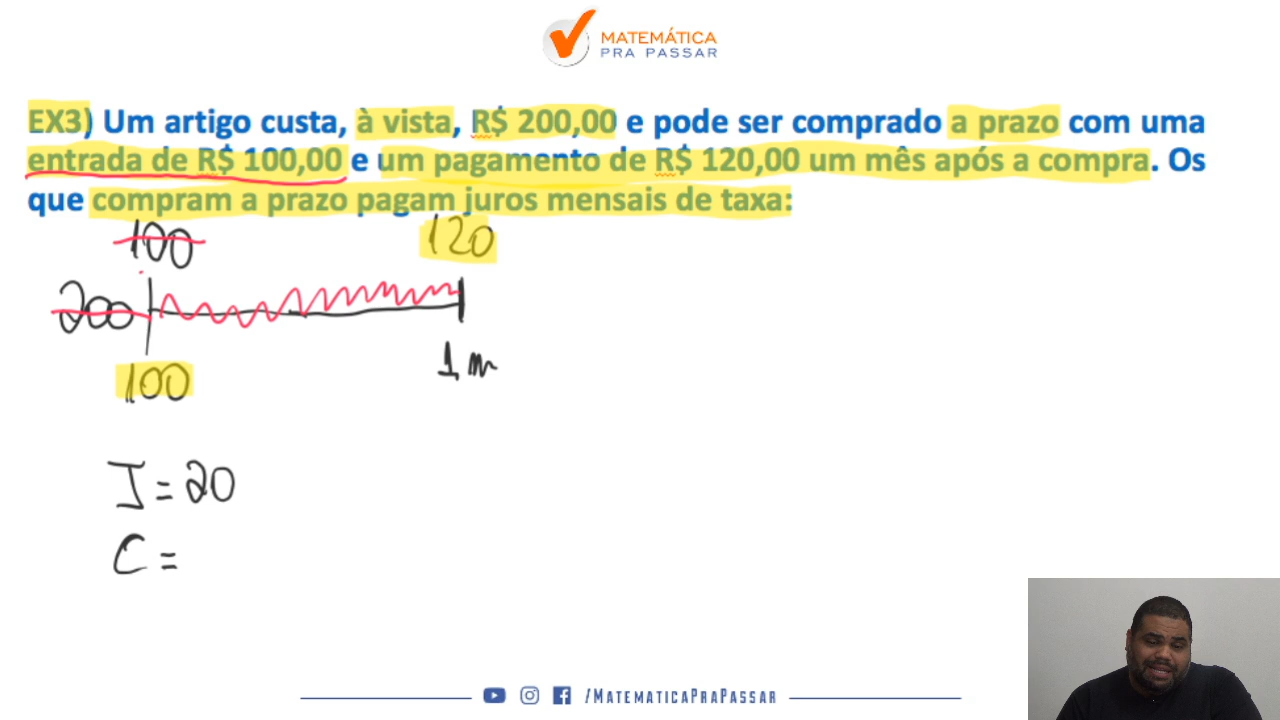 MATEMÁTICA
PRA PASSAR
EX3) Um artigo custa, à vista, R$ 200,00 e pode ser comprado a prazo com uma
entrada de R$ 100,00 e um pagamento de R$ 120,00 um mês após a compra. Os
que compram a prazo pagam juros mensais de taxa:
100 120
200
100 1 m
J = 20
C =
/MATEMATICAPRAPASSAR